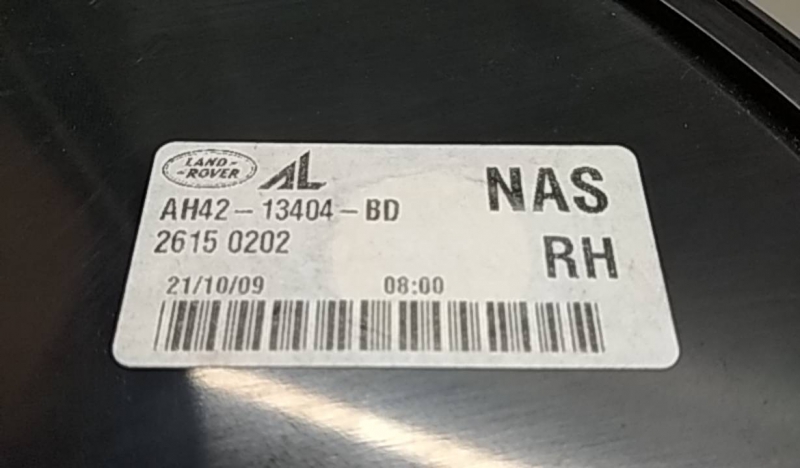 LAND-
-ROVER
AL
NAS
AH42-13404-BD
2615 0202
RH
21/10/09 08:00